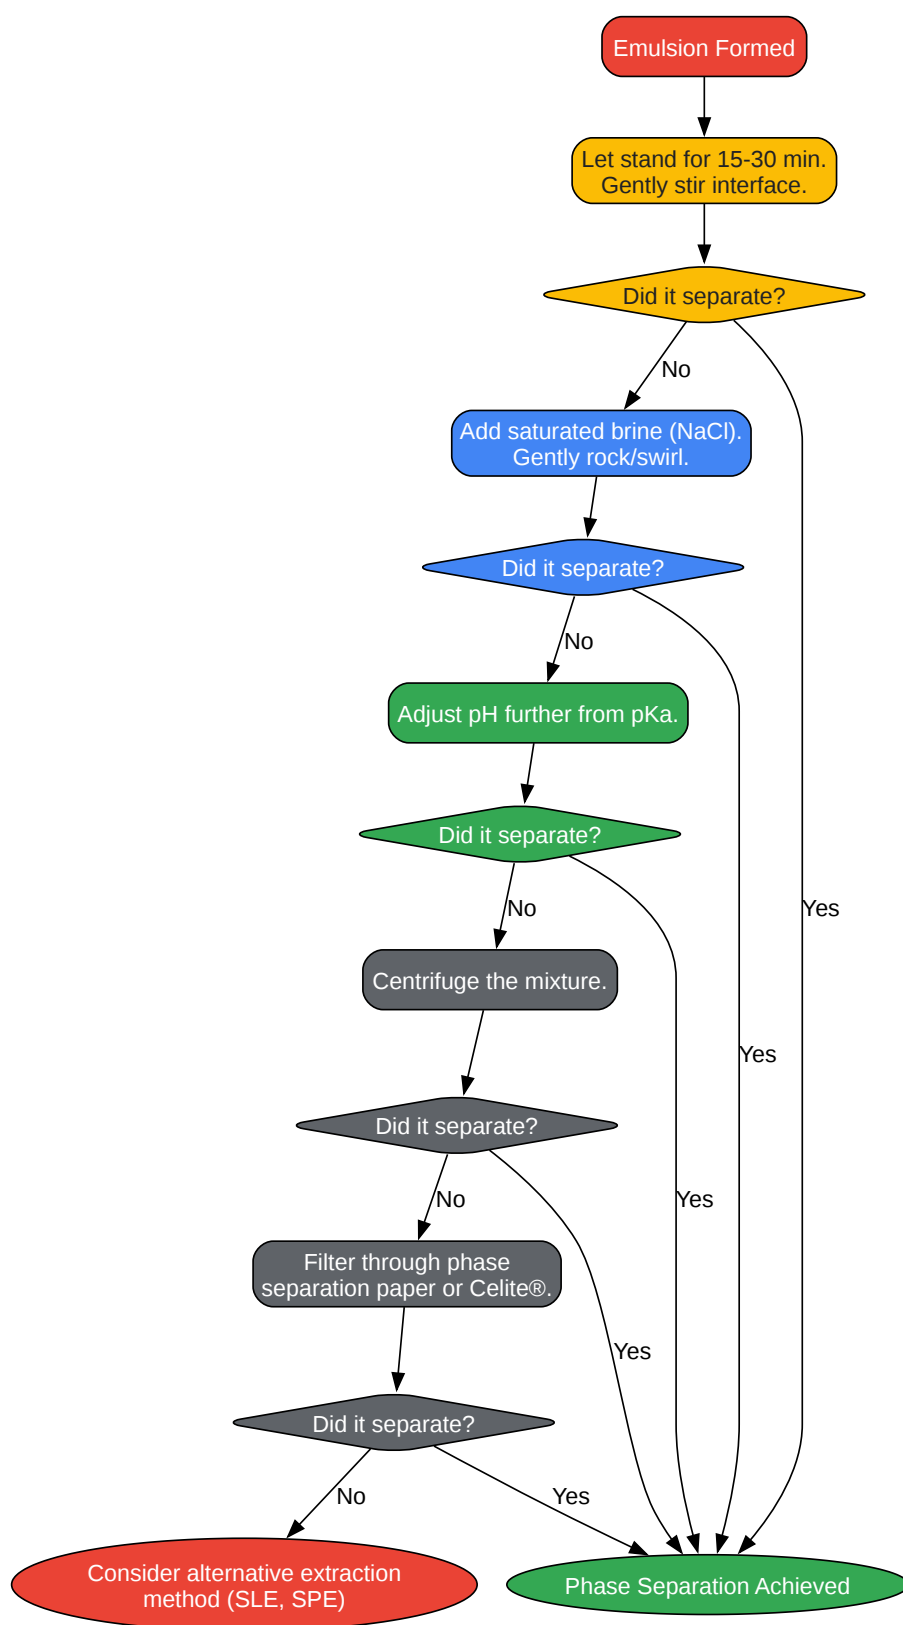 Emulsion Formed
Let stand for 15-30 min.
Gently stir interface.
Did it separate?
No
Add saturated brine (NaCl).
Gently rock/swirl.
Did it separate?
No
Adjust pH further from pKa.
Did it separate?
No
Yes
Centrifuge the mixture.
Yes
Did it separate?
No
Yes
Filter through phase
separation paper or Celite®.
Yes
Did it separate?
No
Yes
Consider alternative extraction
method (SLE, SPE)
Phase Separation Achieved